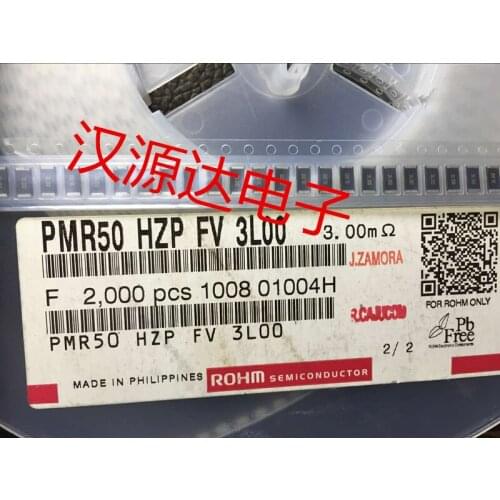 汉源达电子
PMR50 HZP FV 3L00 3.00mΩ
J.ZAMORA
F 2,000 pcs 1008 01004H
FOR ROHM ONLY
R.CAJUCOM
PMR50 HZP FV 3L00
Pb
Free
2/ 2
MADE IN PHILIPPINES ROHM SEMICONDUCTOR